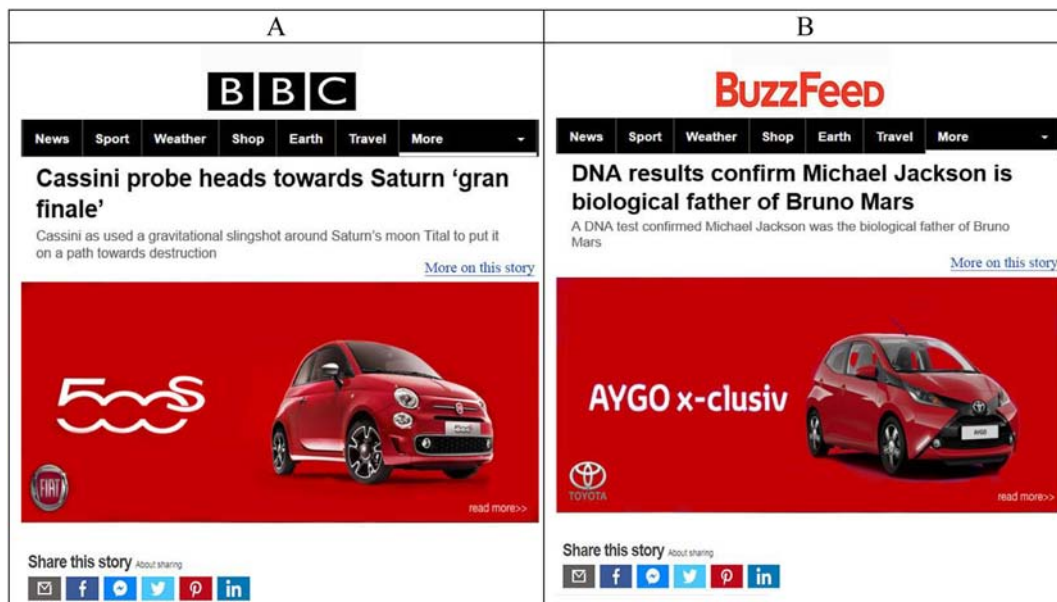 A
BBC
News Sport Weather Shop Earth Travel More
Cassini probe heads towards Saturn ‘gran
finale’
Cassini as used a gravitational slingshot around Saturn's moon Tital to put it
on a path towards destruction
More on this story
500S
FIAT
read more>>
Share this story About sharing
f
P
in
B
BuzzFeed
News Sport Weather Shop Earth Travel More
DNA results confirm Michael Jackson is
biological father of Bruno Mars
A DNA test confirmed Michael Jackson was the biological father of Bruno
Mars
More on this story
AYGO x-clusiv
AYGO
TOYOTA
read more>>
Share this story About sharing
f
P
in